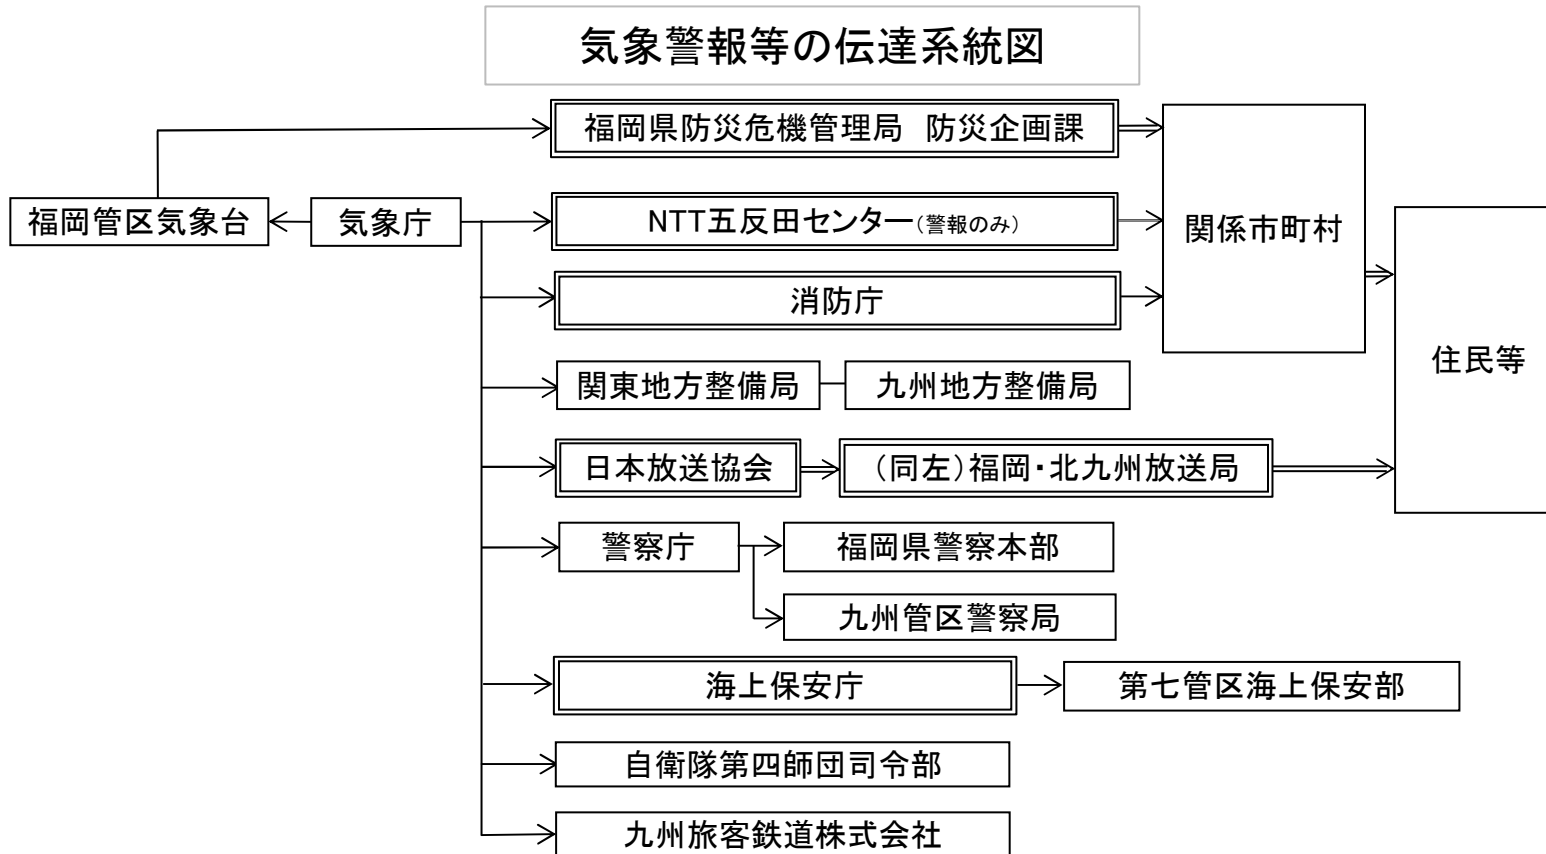 気象警報等の伝達系統図
福岡県防災危機管理局　防災企画課
福岡管区気象台
気象庁
NTT五反田センター(警報のみ)
関係市町村
消防庁
住民等
関東地方整備局
九州地方整備局
日本放送協会
(同左)福岡・北九州放送局
警察庁
福岡県警察本部
九州管区警察局
海上保安庁
第七管区海上保安部
自衛隊第四師団司令部
九州旅客鉄道株式会社